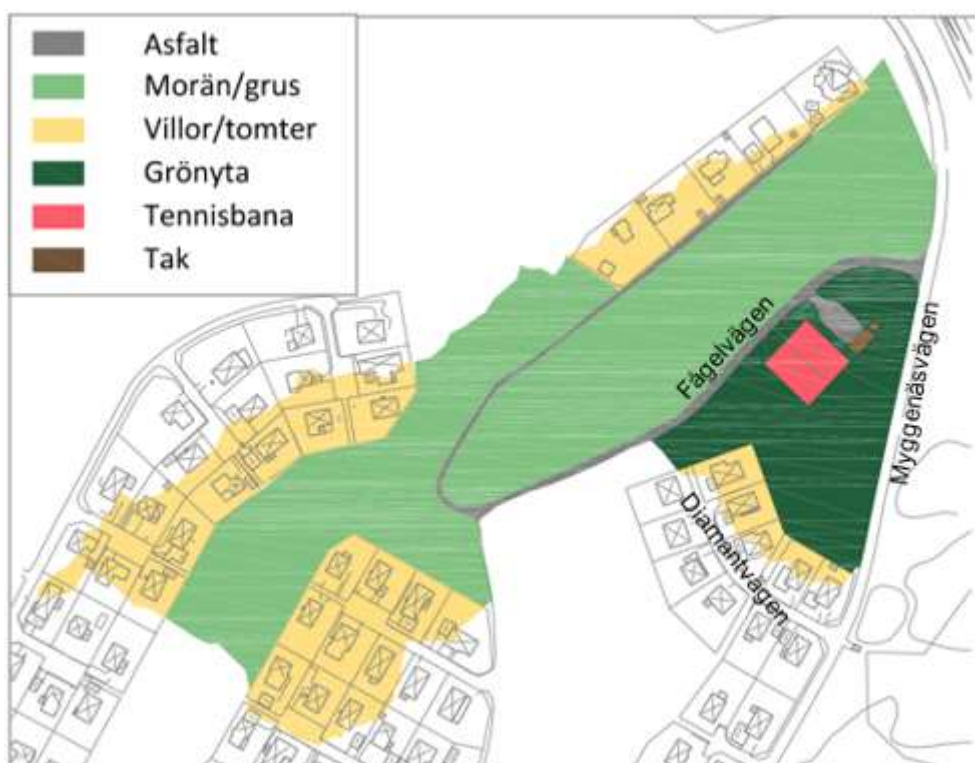 Asfalt
Morän/grus
Villor/tomter
Grönyta
Tennisbana
Tak
Fågelvägen
Myggenäsvägen
Diamantvägen